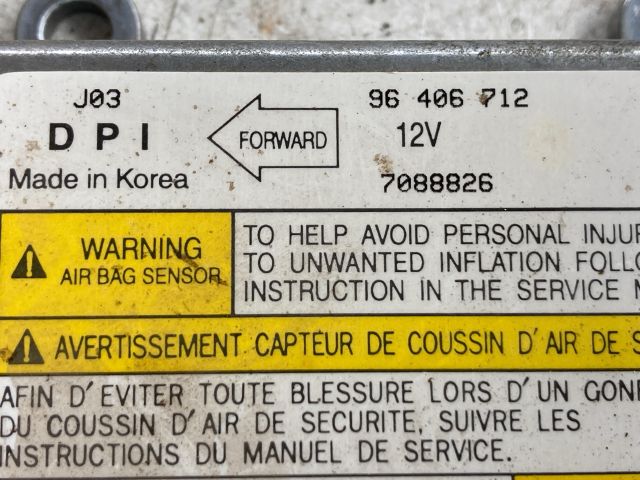 J03
96 406 712
DPI
FORWARD
12V
Made in Korea
7088826
WARNING
AIR BAG SENSOR
TO HELP AVOID PERSONAL
TO UNWANTED INFLATION
INSTRUCTION IN THE SERVICE
AVERTISSEMENT CAPTEUR DE COUSSIN D'AIR DE
AFIN D'EVITER TOUTE BLESSURE LORS D'UN
DU COUSSIN D'AIR DE SECURITE, SUIVRE LES
INSTRUCTIONS DU MANUEL DE SERVICE.